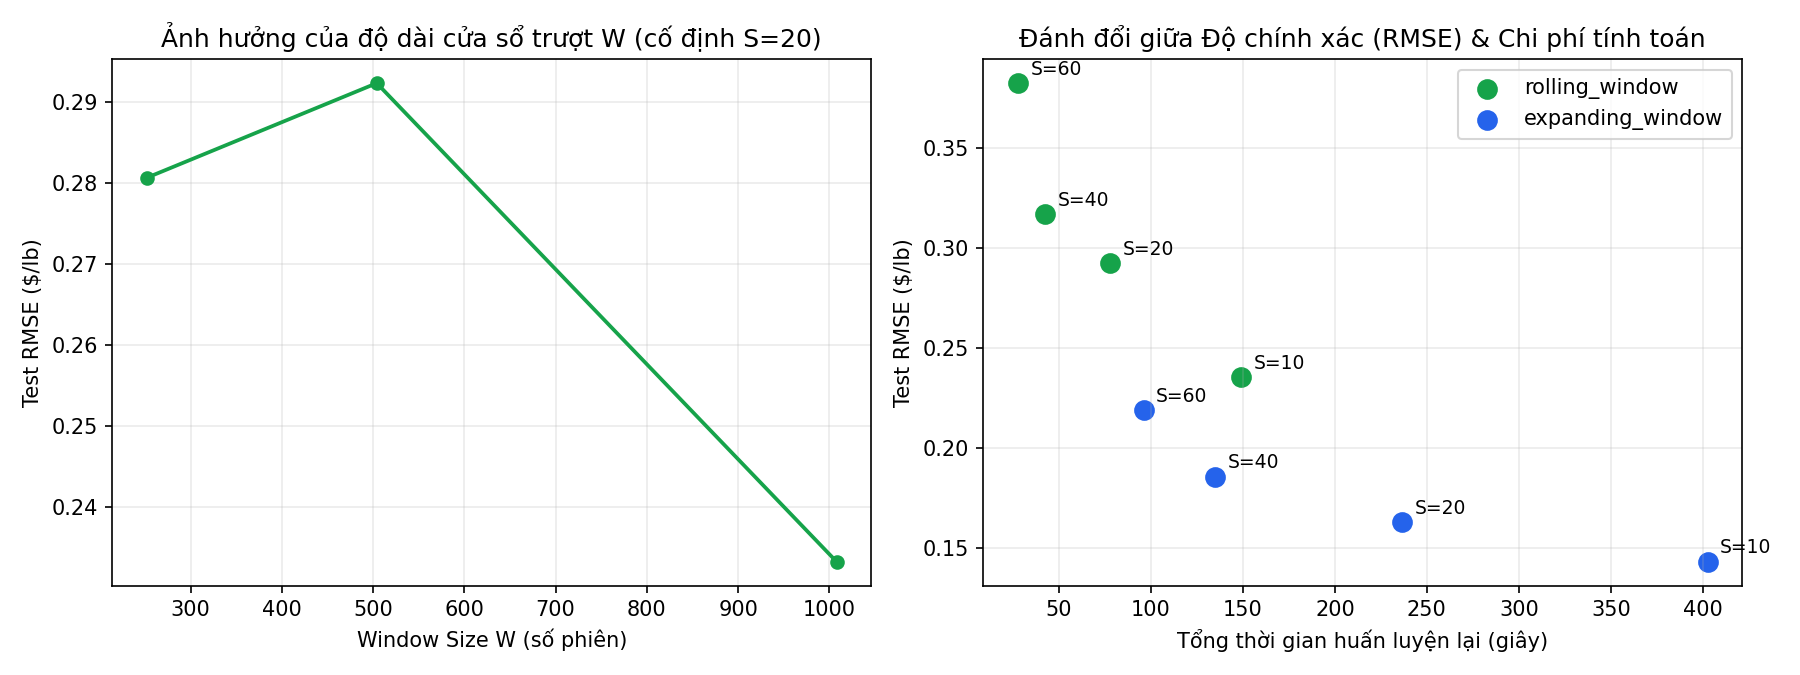 Ảnh hưởng của độ dài cửa sổ trượt W (cố định S=20)
Test RMSE ($/lb)
0.29
0.28
0.27
0.26
0.25
0.24
300 400 500 600 700 800 900 1000
Window Size W (số phiên)
Đánh đổi giữa Độ chính xác (RMSE) & Chi phí tính toán
Test RMSE ($/lb)
0.35
0.30
0.25
0.20
0.15
S=60
S=40
S=20
S=10
S=60
S=40
S=20
S=10
rolling_window
expanding_window
50 100 150 200 250 300 350 400
Tổng thời gian huấn luyện lại (giây)